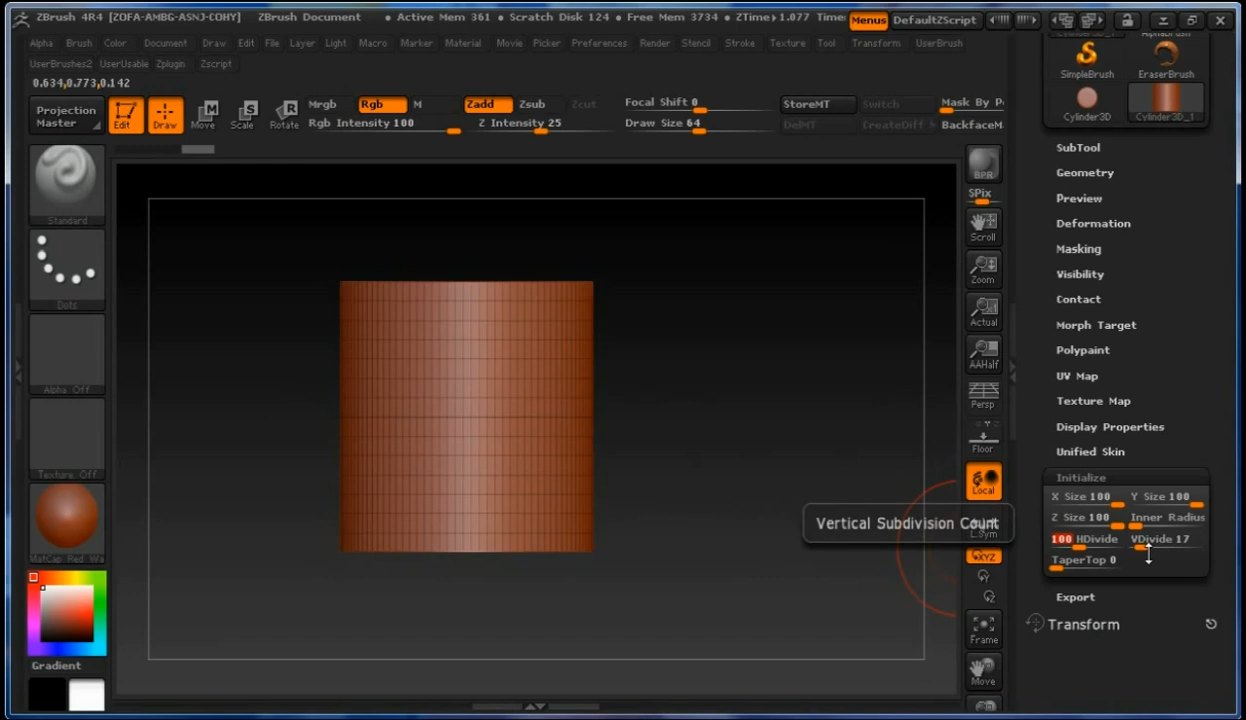 ZBrush 4R4 [ZOFA-AMBG-ASNJ-COHY] ZBrush Document • Active Mem 361 • Scratch Disk 124 • Free Mem 3734 • ZTime▸1.077 Time: Menus DefaultZScript
Alpha Brush Color Document Draw Edit File Layer Light Macro Marker Material Movie Picker Preferences Render Stencil Stroke Texture Tool Transform UserBrush
UserBrushes2 UserUsable Zplugin Zscript
0.634,0.773,0.142
Projection Master
Edit Draw Move Scale Rotate
Mrgb Rgb M
Rgb Intensity 100
Zadd Zsub Zcut
Z Intensity 25
Focal Shift 0
Draw Size 64
StoreMT Switch Mask By P
DelMT CreateDiff BackfaceM
Standard
Dots
Alpha Off
Texture Off
MatCap Red Wa
Gradient
BPR
SPix
Scroll
Zoom
Actual
AAHalf
Persp
Floor
Local
L.Sym
XYZ
Y
Z
Frame
Move
Cylinder3D_1 AlphaBrush
SimpleBrush EraserBrush
Cylinder3D Cylinder3D_1
SubTool
Geometry
Preview
Deformation
Masking
Visibility
Contact
Morph Target
Polypaint
UV Map
Texture Map
Display Properties
Unified Skin
Initialize
X Size 100 Y Size 100
Z Size 100 Inner Radius
100 HDivide VDivide 17
TaperTop 0
Vertical Subdivision Count
Export
Transform